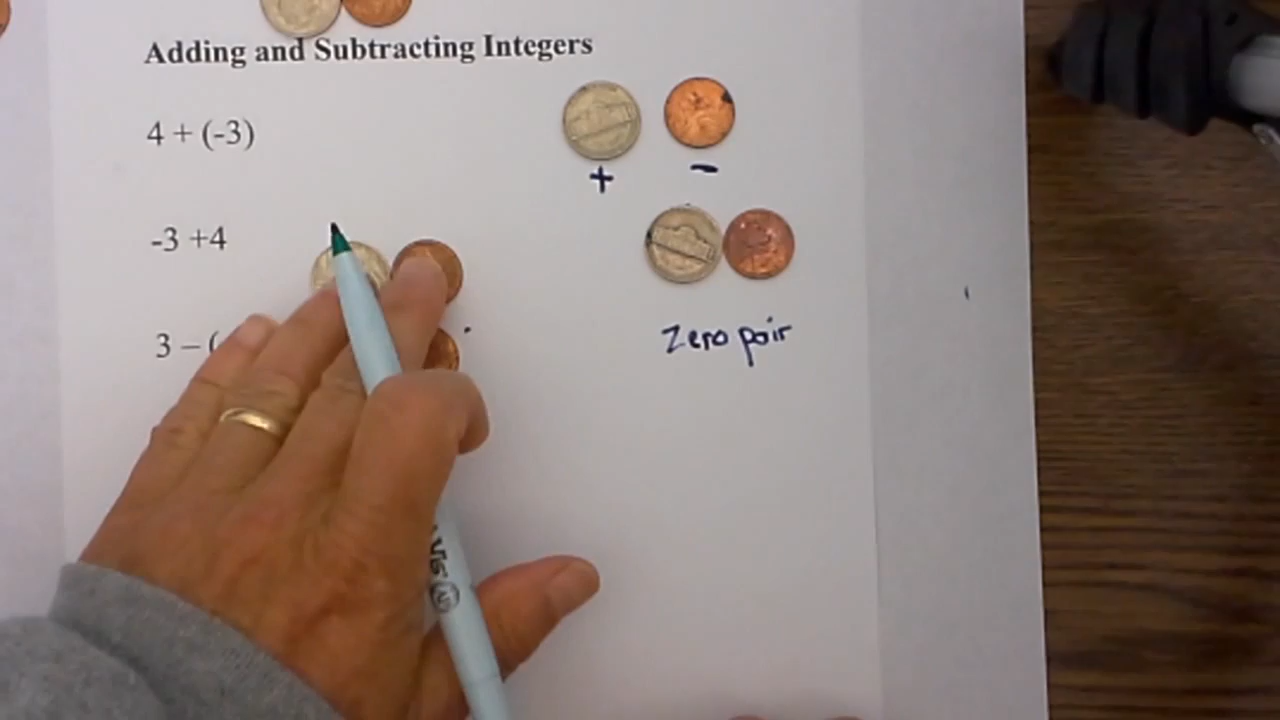 Adding and Subtracting Integers
4 + (-3)
+ -
-3 +4
3 – (
Zero pair